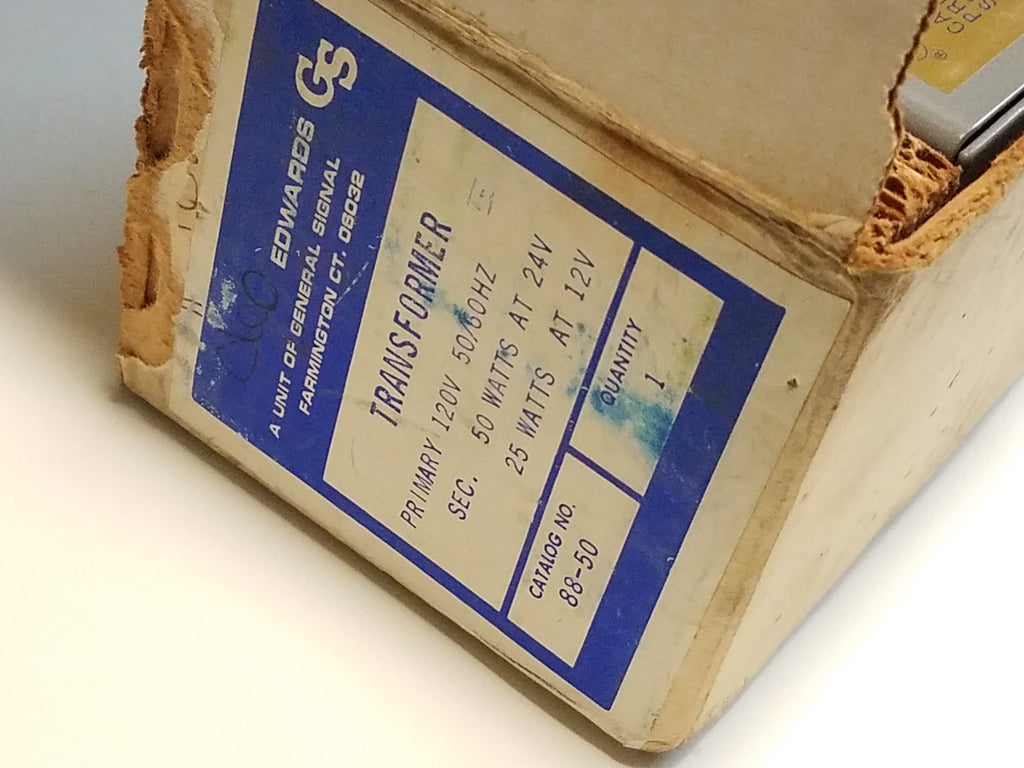 GS
EDWARDS
A UNIT OF GENERAL SIGNAL
FARMINGTON CT. 06032
TRANSFORMER
PRIMARY 120V 50/60HZ
SEC. 50 WATTS AT 24V
25 WATTS AT 12V
CATALOG NO.
88-50
QUANTITY
1